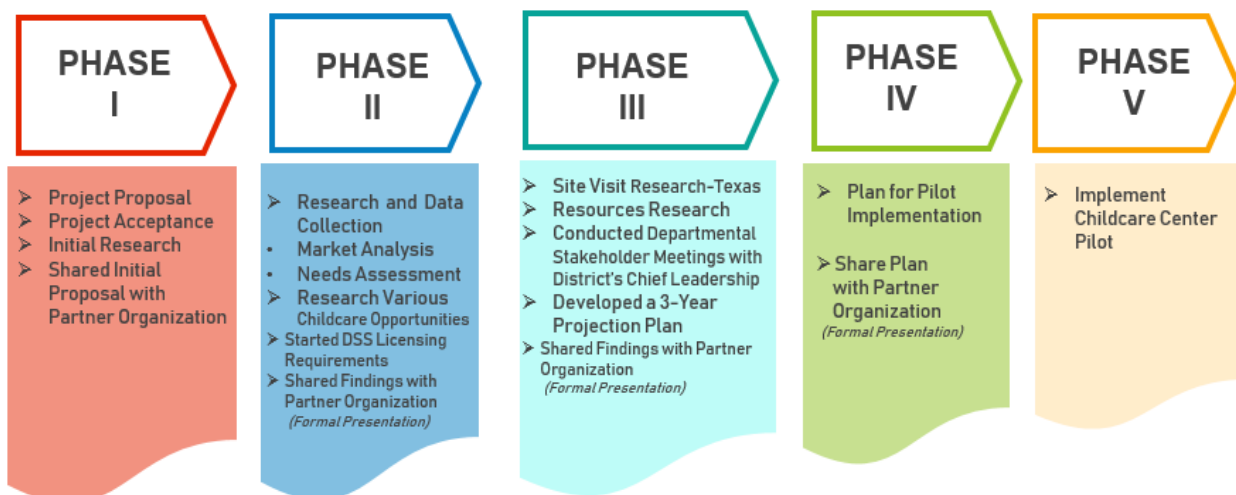 PHASE
I
➢ Project Proposal
➢ Project Acceptance
➢ Initial Research
➢ Shared Initial
Proposal with
Partner Organization
PHASE
II
➢ Research and Data
Collection
• Market Analysis
• Needs Assessment
➢ Research Various
Childcare Opportunities
➢ Started DSS Licensing
Requirements
➢ Shared Findings with
Partner Organization
(Formal Presentation)
PHASE
III
➢ Site Visit Research-Texas
➢ Resources Research
➢ Conducted Departmental
Stakeholder Meetings with
District's Chief Leadership
➢ Developed a 3-Year
Projection Plan
➢ Shared Findings with Partner
Organization
(Formal Presentation)
PHASE
IV
➢ Plan for Pilot
Implementation
➢ Share Plan
with Partner
Organization
(Formal Presentation)
PHASE
V
➢ Implement
Childcare Center
Pilot